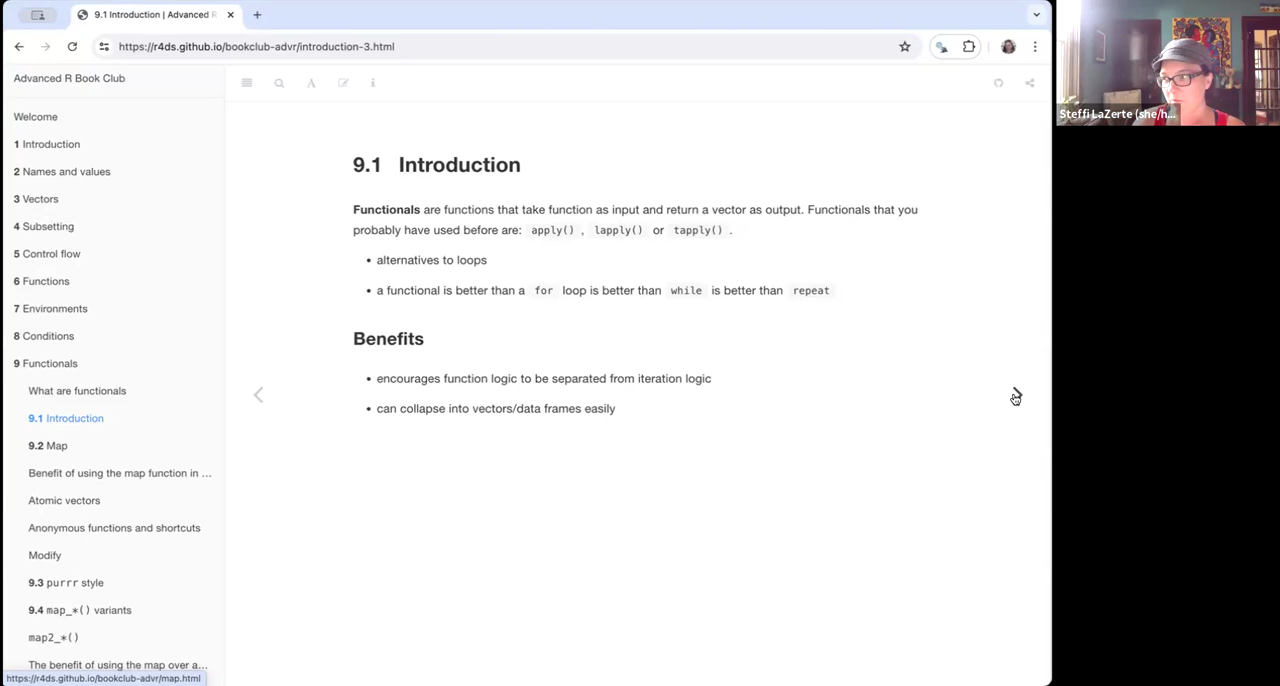 9.1 Introduction | Advanced R
https://r4ds.github.io/bookclub-advr/introduction-3.html
Advanced R Book Club
Welcome
1 Introduction
2 Names and values
3 Vectors
4 Subsetting
5 Control flow
6 Functions
7 Environments
8 Conditions
9 Functionals
What are functionals
9.1 Introduction
9.2 Map
Benefit of using the map function in ...
Atomic vectors
Anonymous functions and shortcuts
Modify
9.3 purrr style
9.4 map_*() variants
map2_*()
The benefit of using the map over a...
https://r4ds.github.io/bookclub-advr/map.html
9.1 Introduction
Functionals are functions that take function as input and return a vector as output. Functionals that you
probably have used before are: apply() , lapply() or tapply() .
• alternatives to loops
• a functional is better than a for loop is better than while is better than repeat
Benefits
• encourages function logic to be separated from iteration logic
• can collapse into vectors/data frames easily
Steffi LaZerte (she/h...